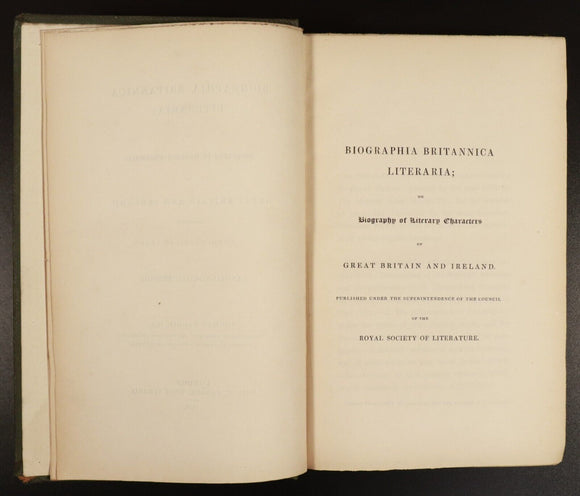 BIOGRAPHIA BRITANNICA
LITERARIA;
OR
Biography of Literary Characters
OF
GREAT BRITAIN AND IRELAND.
PUBLISHED UNDER THE SUPERINTENDENCE OF THE COUNCIL
OF THE
ROYAL SOCIETY OF LITERATURE.